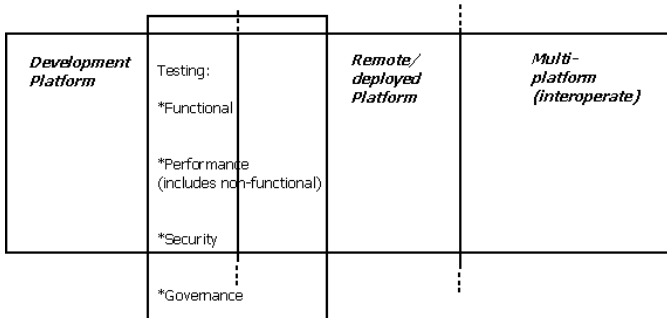 Development
Platform
Testing:
*Functional
*Performance
(includes non-functional)
*Security
*Governance
Remote/
deployed
Platform
Multi-
platform
(interoperate)